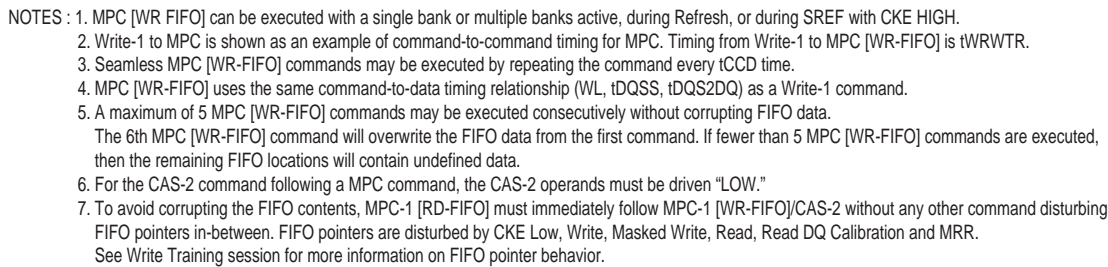 NOTES : 1. MPC [WR FIFO] can be executed with a single bank or multiple banks active, during Refresh, or during SREF with CKE HIGH.
2. Write-1 to MPC is shown as an example of command-to-command timing for MPC. Timing from Write-1 to MPC [WR-FIFO] is tWRWTR.
3. Seamless MPC [WR-FIFO] commands may be executed by repeating the command every tCCD time.
4. MPC [WR-FIFO] uses the same command-to-data timing relationship (WL, tDQSS, tDQS2DQ) as a Write-1 command.
5. A maximum of 5 MPC [WR-FIFO] commands may be executed consecutively without corrupting FIFO data.
The 6th MPC [WR-FIFO] command will overwrite the FIFO data from the first command. If fewer than 5 MPC [WR-FIFO] commands are executed,
then the remaining FIFO locations will contain undefined data.
6. For the CAS-2 command following a MPC command, the CAS-2 operands must be driven “LOW.”
7. To avoid corrupting the FIFO contents, MPC-1 [RD-FIFO] must immediately follow MPC-1 [WR-FIFO]/CAS-2 without any other command disturbing
FIFO pointers in-between. FIFO pointers are disturbed by CKE Low, Write, Masked Write, Read, Read DQ Calibration and MRR.
See Write Training session for more information on FIFO pointer behavior.